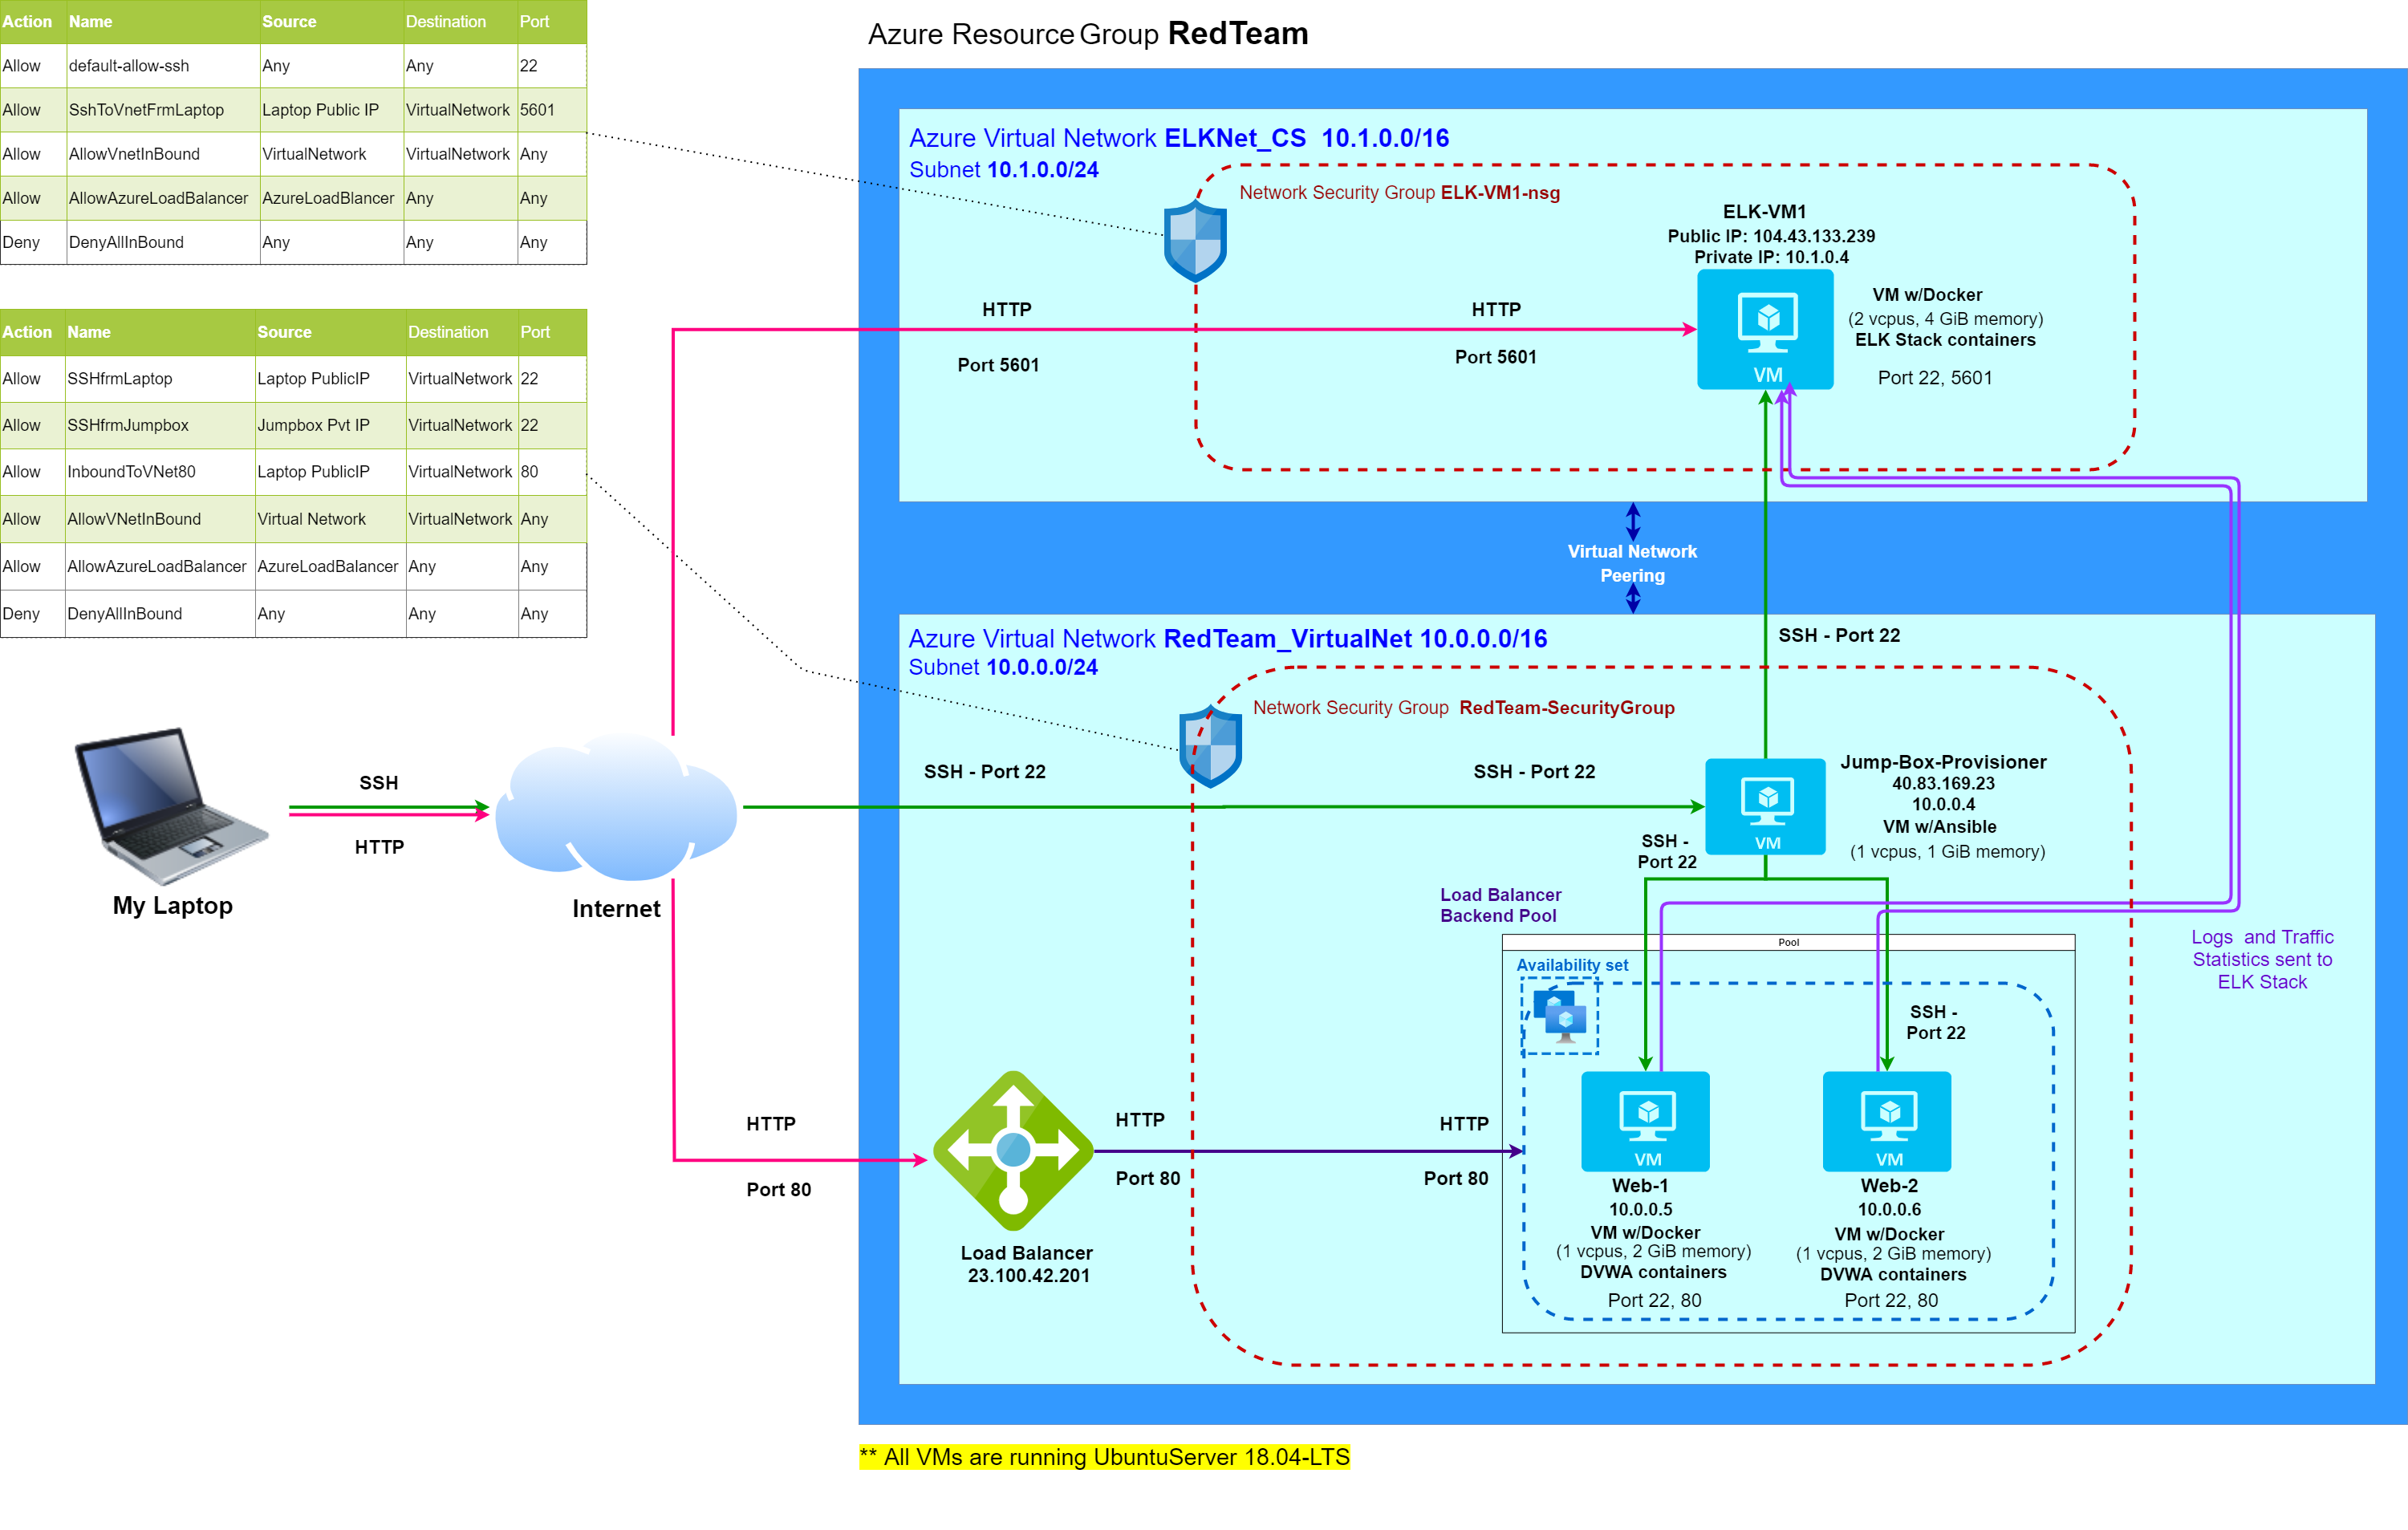 Action Name Source Destination Port
Allow default-allow-ssh Any Any 22
Allow SshToVnetFrmLaptop Laptop Public IP VirtualNetwork 5601
Allow AllowVnetInBound VirtualNetwork VirtualNetwork Any
Allow AllowAzureLoadBalancer AzureLoadBlancer Any Any
Deny DenyAllInBound Any Any Any
Action Name Source Destination Port
Allow SSHfrmLaptop Laptop PublicIP VirtualNetwork 22
Allow SSHfrmJumpbox Jumpbox Pvt IP VirtualNetwork 22
Allow InboundToVNet80 Laptop PublicIP VirtualNetwork 80
Allow AllowVNetInBound Virtual Network VirtualNetwork Any
Allow AllowAzureLoadBalancer AzureLoadBalancer Any Any
Deny DenyAllInBound Any Any Any
SSH
HTTP
My Laptop
Internet
Azure Resource Group RedTeam
Azure Virtual Network ELKNet_CS 10.1.0.0/16
Subnet 10.1.0.0/24
Network Security Group ELK-VM1-nsg
ELK-VM1
Public IP: 104.43.133.239
Private IP: 10.1.0.4
VM
VM w/Docker
(2 vcpus, 4 GiB memory)
ELK Stack containers
Port 22, 5601
HTTP
Port 5601
HTTP
Port 5601
Virtual Network
Peering
SSH - Port 22
Azure Virtual Network RedTeam_VirtualNet 10.0.0.0/16
Subnet 10.0.0.0/24
Network Security Group RedTeam-SecurityGroup
SSH - Port 22
SSH - Port 22
VM
Jump-Box-Provisioner
40.83.169.23
10.0.0.4
VM w/Ansible
(1 vcpus, 1 GiB memory)
SSH -
Port 22
Load Balancer
Backend Pool
Pool
Availability set
SSH -
Port 22
Logs and Traffic
Statistics sent to
ELK Stack
HTTP
Port 80
HTTP
Port 80
HTTP
Port 80
Load Balancer
23.100.42.201
VM
Web-1
10.0.0.5
VM w/Docker
(1 vcpus, 2 GiB memory)
DVWA containers
Port 22, 80
VM
Web-2
10.0.0.6
VM w/Docker
(1 vcpus, 2 GiB memory)
DVWA containers
Port 22, 80
** All VMs are running UbuntuServer 18.04-LTS